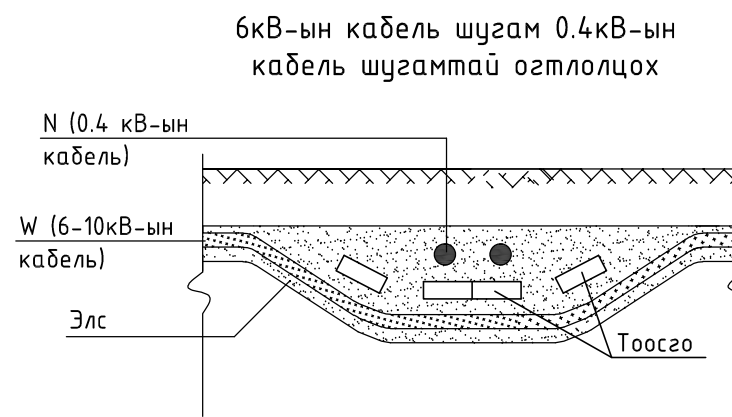 6кВ-ын кабель шугам 0.4кВ-ын
кабель шугамтай огтлолцох
N (0.4 кВ-ын
кабель)
W (6-10кВ-ын
кабель)
Элс
Тоосго